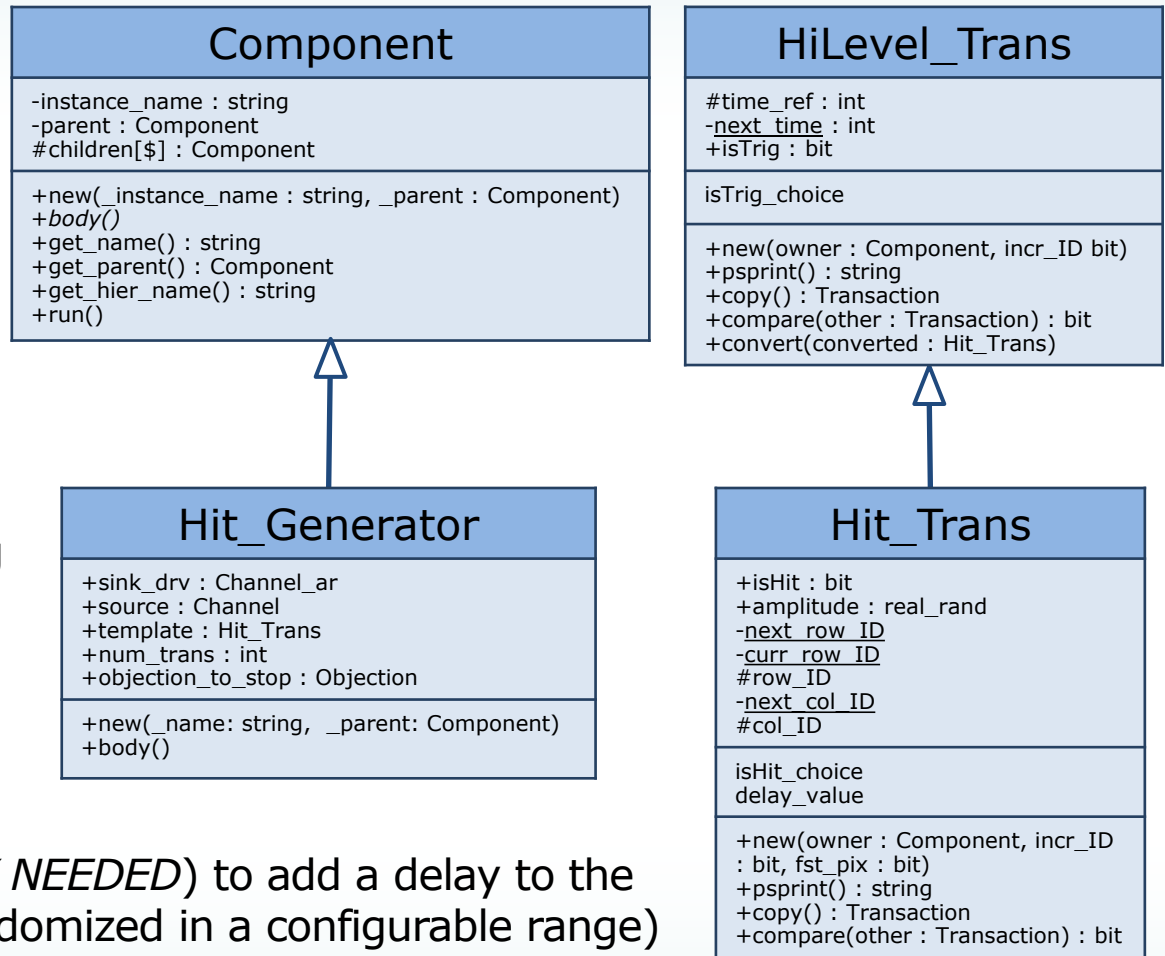 Component
-instance_name : string
-parent : Component
#children[$] : Component
+new(_instance_name : string, _parent : Component)
+body()
+get_name() : string
+get_parent() : Component
+get_hier_name() : string
+run()
HiLevel_Trans
#time_ref : int
-next_time : int
+isTrig : bit
isTrig_choice
+new(owner : Component, incr_ID bit)
+psprint() : string
+copy() : Transaction
+compare(other : Transaction) : bit
+convert(converted : Hit_Trans)
Hit_Generator
+sink_drv : Channel_ar
+source : Channel
+template : Hit_Trans
+num_trans : int
+objection_to_stop : Objection
+new(_name: string, _parent: Component)
+body()
Hit_Trans
+isHit : bit
+amplitude : real_rand
-next_row_ID
-curr_row_ID
#row_ID
-next_col_ID
#col_ID
isHit_choice
delay_value
+new(owner : Component, incr_ID
: bit, fst_pix : bit)
+psprint() : string
+copy() : Transaction
+compare(other : Transaction) : bit
NEEDED) to add a delay to the
domized in a configurable range)